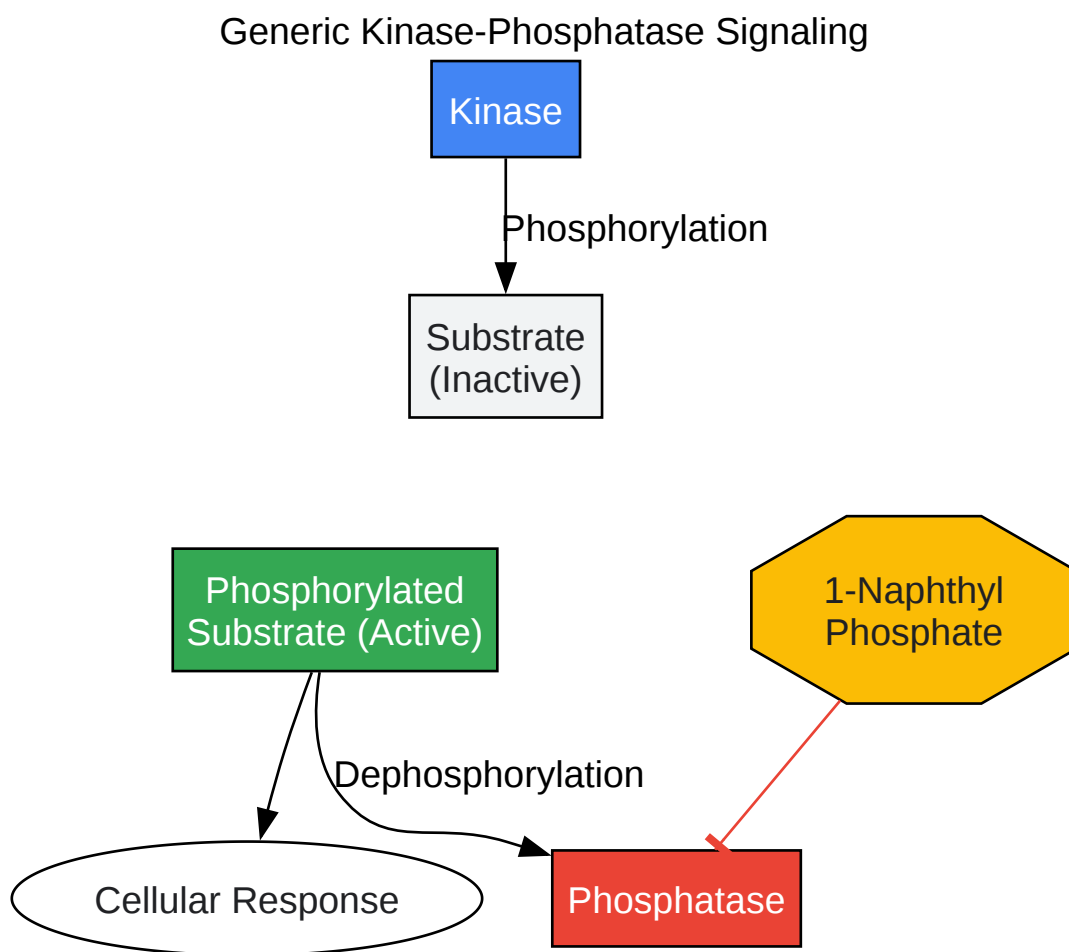 Generic Kinase-Phosphatase Signaling
Kinase
Phosphorylation
Substrate
(Inactive)
Phosphorylated
Substrate (Active)
1-Naphthyl
Phosphate
Dephosphorylation
Cellular Response
Phosphatase